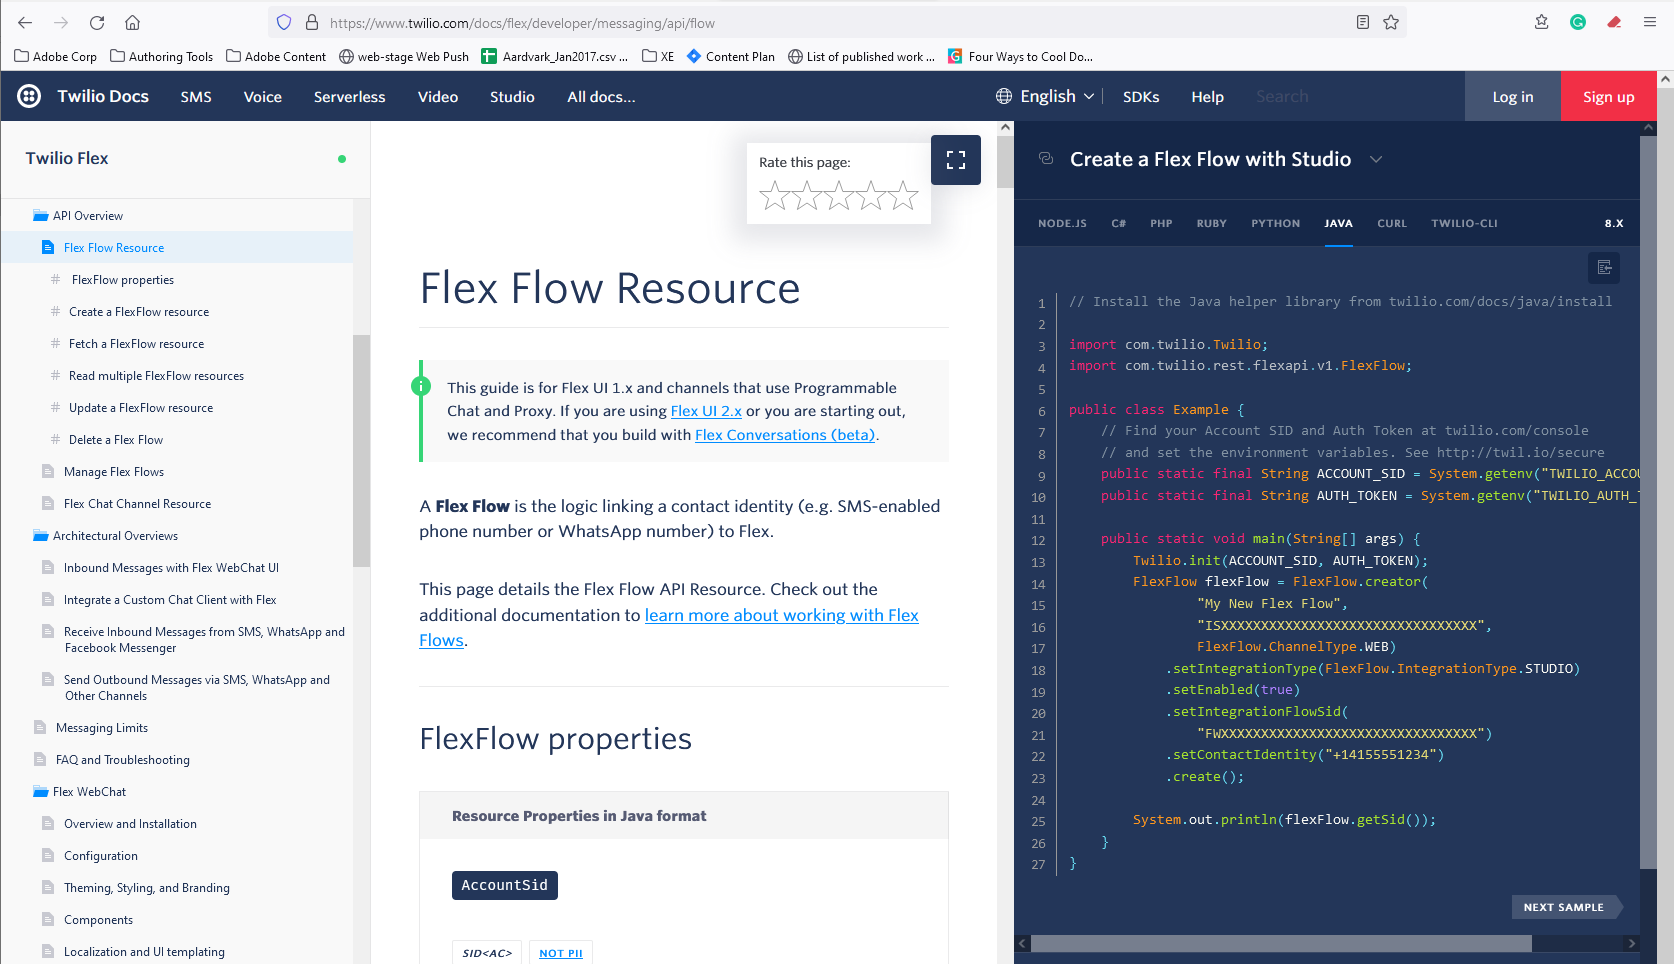 https://www.twilio.com/docs/flex/developer/messaging/api/flow
Adobe Corp
Authoring Tools
Adobe Content
web-stage Web Push
Aardvark_Jan2017.csv ...
XE
Content Plan
List of published work ...
Four Ways to Cool Do...
Twilio Docs
SMS
Voice
Serverless
Video
Studio
All docs...
English
SDKs
Help
Search
Log in
Sign up
Twilio Flex
API Overview
Flex Flow Resource
# FlexFlow properties
# Create a FlexFlow resource
# Fetch a FlexFlow resource
# Read multiple FlexFlow resources
# Update a FlexFlow resource
# Delete a Flex Flow
Manage Flex Flows
Flex Chat Channel Resource
Architectural Overviews
Inbound Messages with Flex WebChat UI
Integrate a Custom Chat Client with Flex
Receive Inbound Messages from SMS, WhatsApp and
Facebook Messenger
Send Outbound Messages via SMS, WhatsApp and
Other Channels
Messaging Limits
FAQ and Troubleshooting
Flex WebChat
Overview and Installation
Configuration
Theming, Styling, and Branding
Components
Localization and UI templating
Rate this page:
Flex Flow Resource
This guide is for Flex UI 1.x and channels that use Programmable
Chat and Proxy. If you are using Flex UI 2.x or you are starting out,
we recommend that you build with Flex Conversations (beta).
A Flex Flow is the logic linking a contact identity (e.g. SMS-enabled
phone number or WhatsApp number) to Flex.
This page details the Flex Flow API Resource. Check out the
additional documentation to learn more about working with Flex
Flows.
FlexFlow properties
Resource Properties in Java format
AccountSid
SID<AC>
NOT PII
Create a Flex Flow with Studio
NODE.JS
C#
PHP
RUBY
PYTHON
JAVA
CURL
TWILIO-CLI
8.X
1 // Install the Java helper library from twilio.com/docs/java/install
2
3 import com.twilio.Twilio;
4 import com.twilio.rest.flexapi.v1.FlexFlow;
5
6 public class Example {
7 // Find your Account SID and Auth Token at twilio.com/console
8 // and set the environment variables. See http://twil.io/secure
9 public static final String ACCOUNT_SID = System.getenv("TWILIO_ACCOU
10 public static final String AUTH_TOKEN = System.getenv("TWILIO_AUTH_T
11
12 public static void main(String[] args) {
13 Twilio.init(ACCOUNT_SID, AUTH_TOKEN);
14 FlexFlow flexFlow = FlexFlow.creator(
15 "My New Flex Flow",
16 "ISXXXXXXXXXXXXXXXXXXXXXXXXXXXXXXXX",
17 FlexFlow.ChannelType.WEB)
18 .setIntegrationType(FlexFlow.IntegrationType.STUDIO)
19 .setEnabled(true)
20 .setIntegrationFlowSid(
21 "FWXXXXXXXXXXXXXXXXXXXXXXXXXXXXXXXX")
22 .setContactIdentity("+14155551234")
23 .create();
24
25 System.out.println(flexFlow.getSid());
26 }
27 }
NEXT SAMPLE